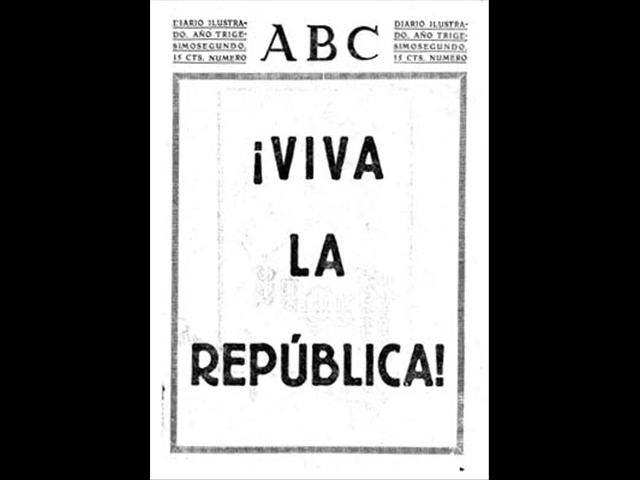 DIARIO ILUSTRA-
DO. AÑO TRIGE-
SIMOSEGUNDO.
15 CTS. NUMERO
ABC
DIARIO ILUSTRA-
DO. AÑO TRIGE-
SIMOSEGUNDO.
15 CTS. NUMERO
¡VIVA
LA
REPÚBLICA!